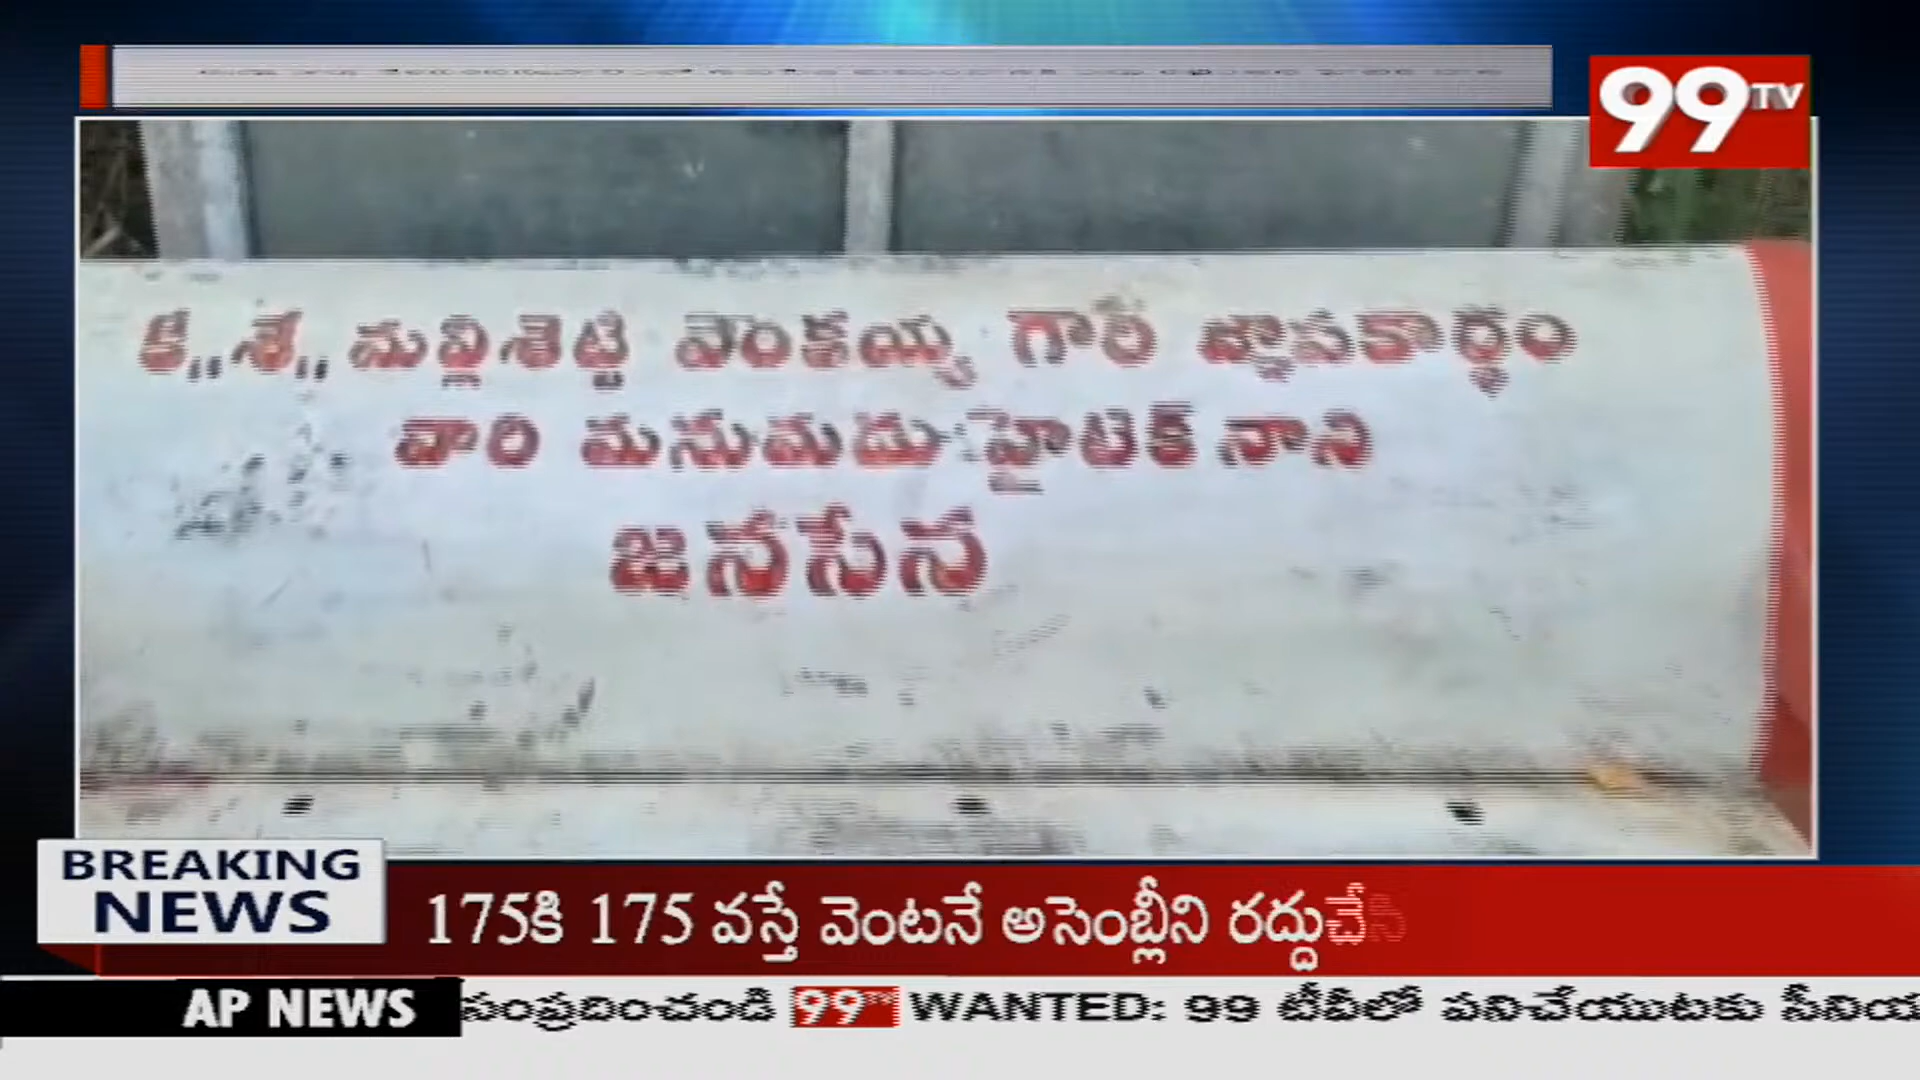 99TV
కీ,,శే,, నుల్లిశెట్టి వెంకయ్య గారి జ్ఞాపకార్థం
వారి మనుమడు హైటెక్ నాని
జనసేన
BREAKING
NEWS
175కి 175 వస్తే వెంటనే అసెంబ్లీని రద్దుచే
AP NEWS సంప్రదించండి 99TV WANTED: 99 టీవీలో పనిచేయుటకు సీనియ